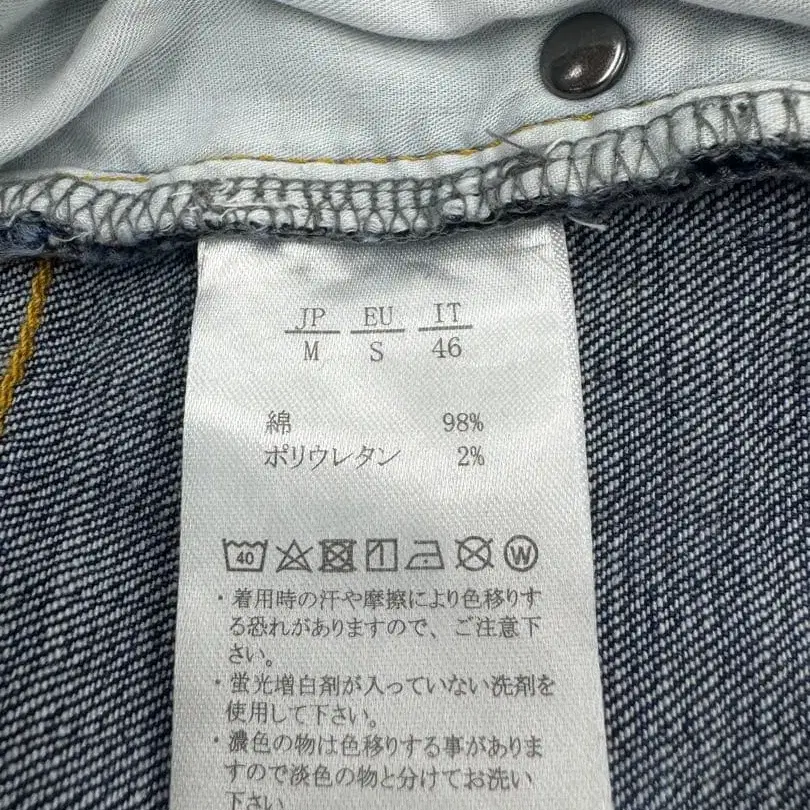 JP EU IT
M S 46
綿 98%
ポリウレタン 2%
40 W
・着用時の汗や摩擦により色移りす
る恐れがありますので、ご注意下
さい。
・蛍光増白剤が入っていない洗剤を
使用して下さい。
・濃色の物は色移りする事がありま
すので淡色の物と分けてお洗い
下さい